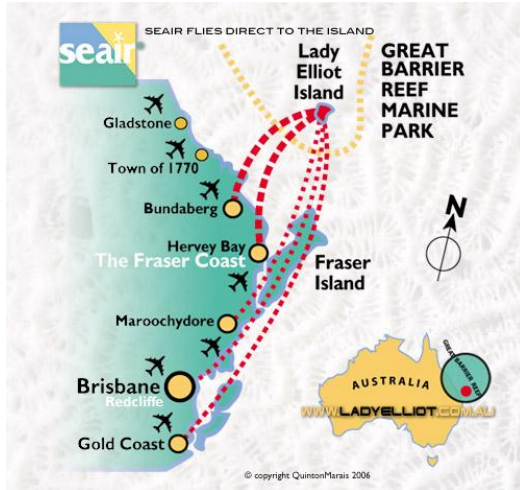 seair
SEAIR FLIES DIRECT TO THE ISLAND
Lady
Elliot
Island
GREAT
BARRIER
REEF
MARINE
PARK
Gladstone
Town of 1770
Bundaberg
Hervey Bay
The Fraser Coast
Fraser
Island
N
Maroochydore
Brisbane
Redcliffe
Gold Coast
GREAT BARRIER REEF
AUSTRALIA
WWW.LADYELLIOT.COM.AU
© copyright QuintonMarais 2006